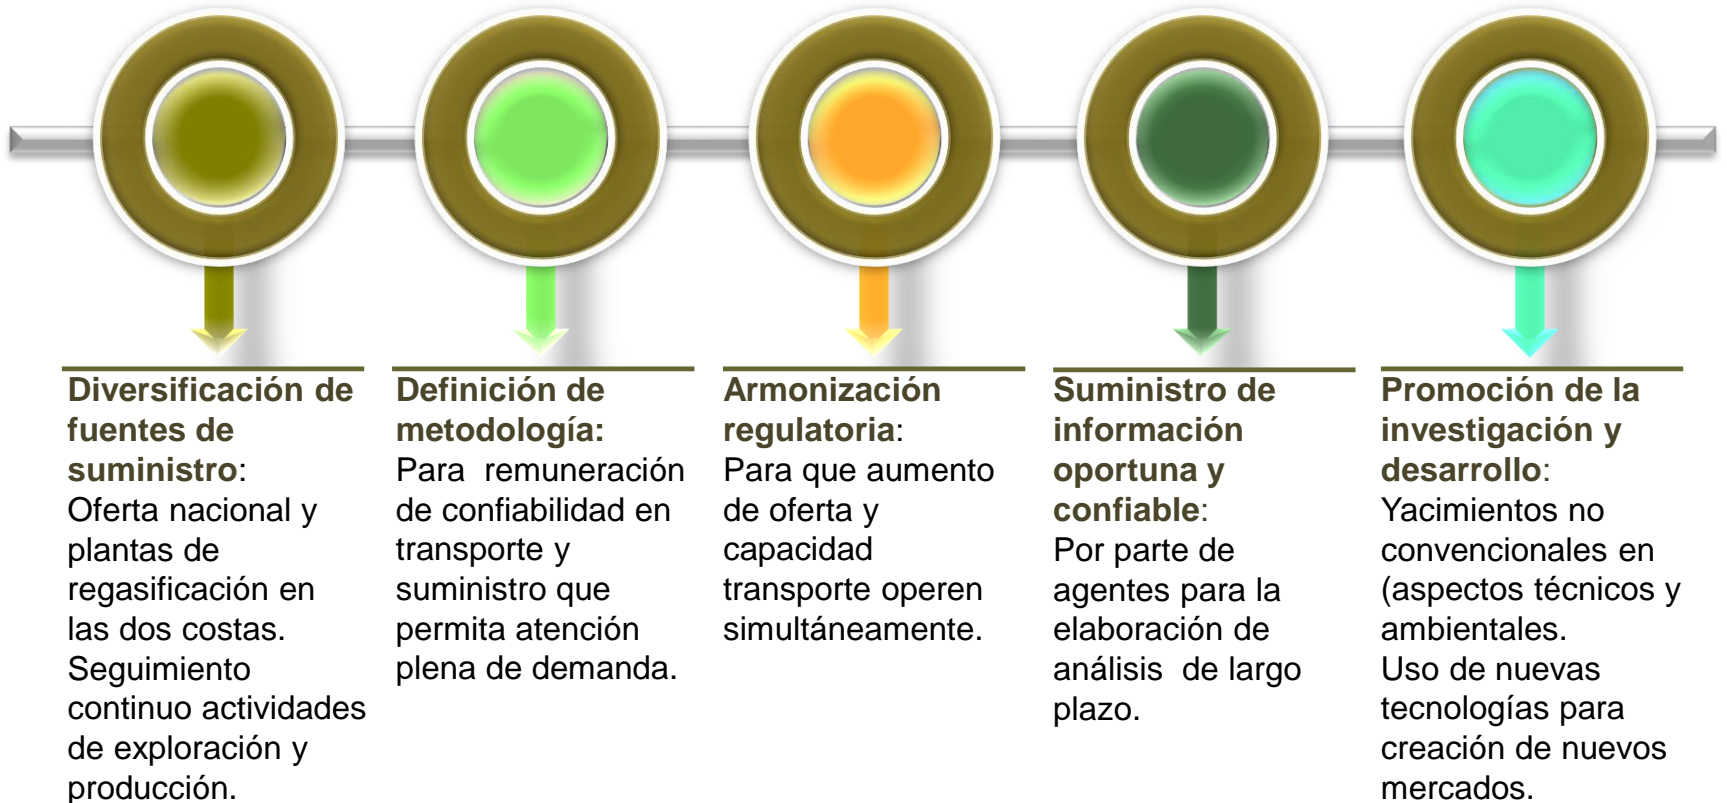 Diversificación de
fuentes de
suministro:
Oferta nacional y
plantas de
regasificación en
las dos costas.
Seguimiento
continuo actividades
de exploración y
producción.
Definición de
metodología:
Para remuneración
de confiabilidad en
transporte y
suministro que
permita atención
plena de demanda.
Armonización
regulatoria:
Para que aumento
de oferta y
capacidad
transporte operen
simultáneamente.
Suministro de
información
oportuna y
confiable:
Por parte de
agentes para la
elaboración de
análisis de largo
plazo.
Promoción de la
investigación y
desarrollo:
Yacimientos no
convencionales en
(aspectos técnicos y
ambientales.
Uso de nuevas
tecnologías para
creación de nuevos
mercados.